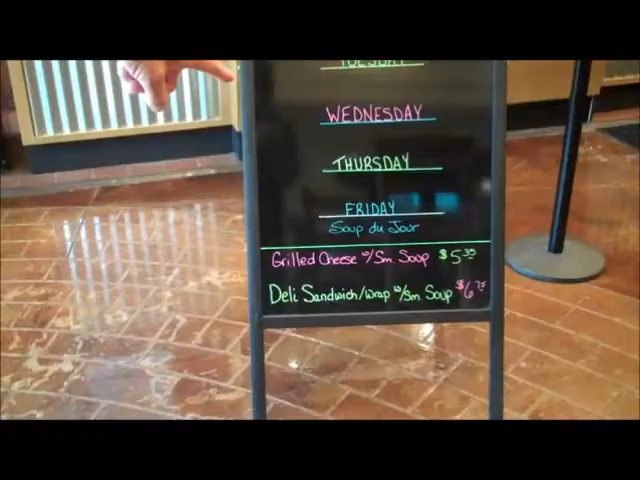 TUESDAY
WEDNESDAY
THURSDAY
FRIDAY
Soup du Jour
Grilled Cheese w/Sm. Soup $5.35
Deli Sandwich/Wrap w/Sm. Soup $6.75